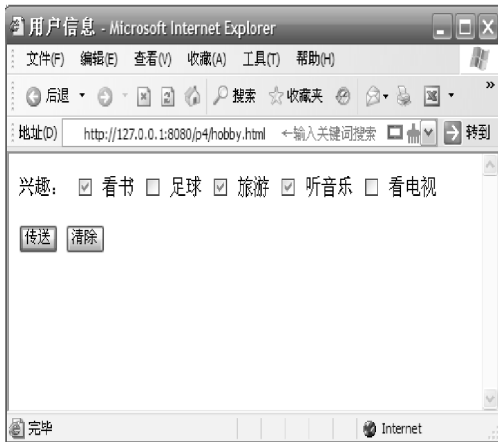 用户信息 - Microsoft Internet Explorer
文件(F) 编辑(E) 查看(V) 收藏(A) 工具(T) 帮助(H)
后退 搜索 收藏夹 »
地址(D) http://127.0.0.1:8080/p4/hobby.html ←输入关键词搜索 转到
兴趣： 看书 足球 旅游 听音乐 看电视
传送 清除
完毕 Internet